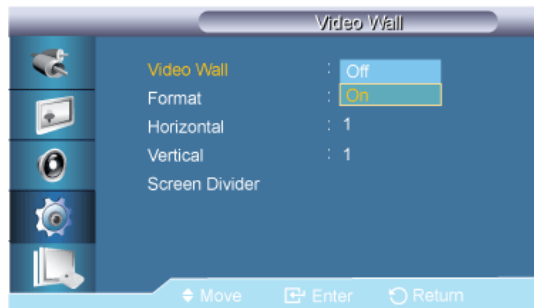 Video Wall
Video Wall : Off
Format : On
Horizontal : 1
Vertical : 1
Screen Divider
Move Enter Return